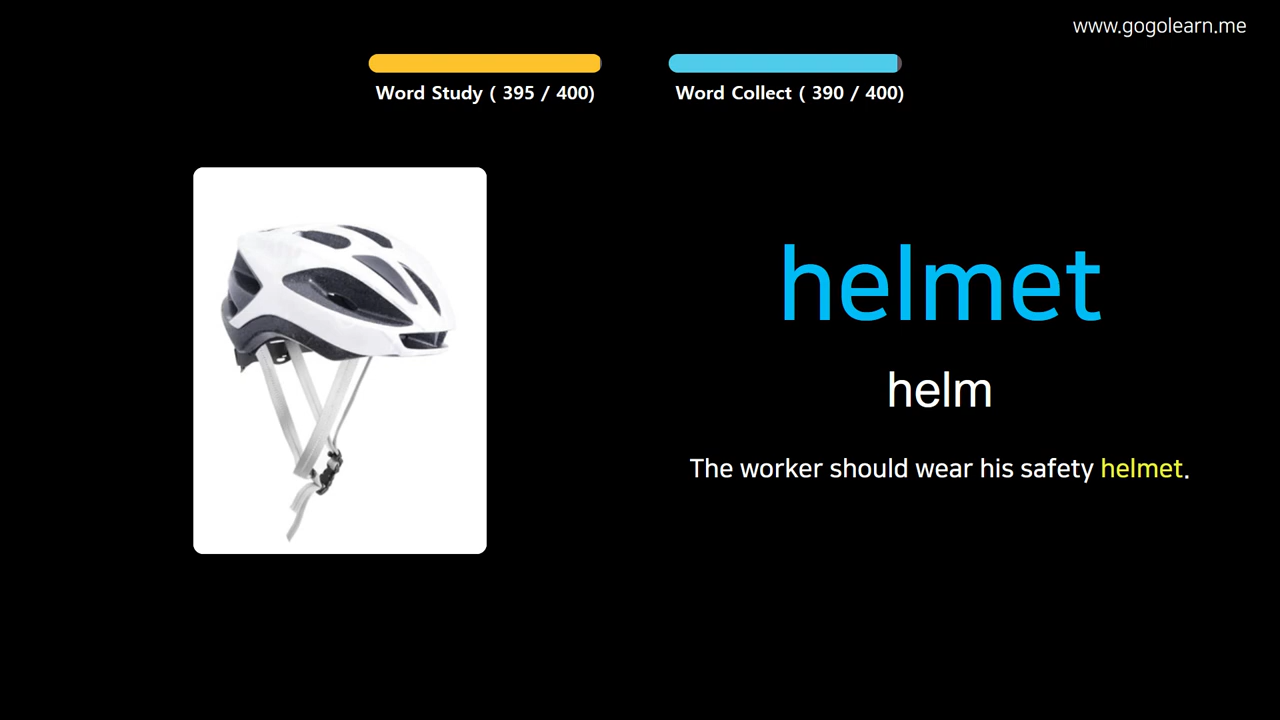 www.gogolearn.me
Word Study ( 395 / 400)
Word Collect ( 390 / 400)
helmet
helm
The worker should wear his safety helmet.